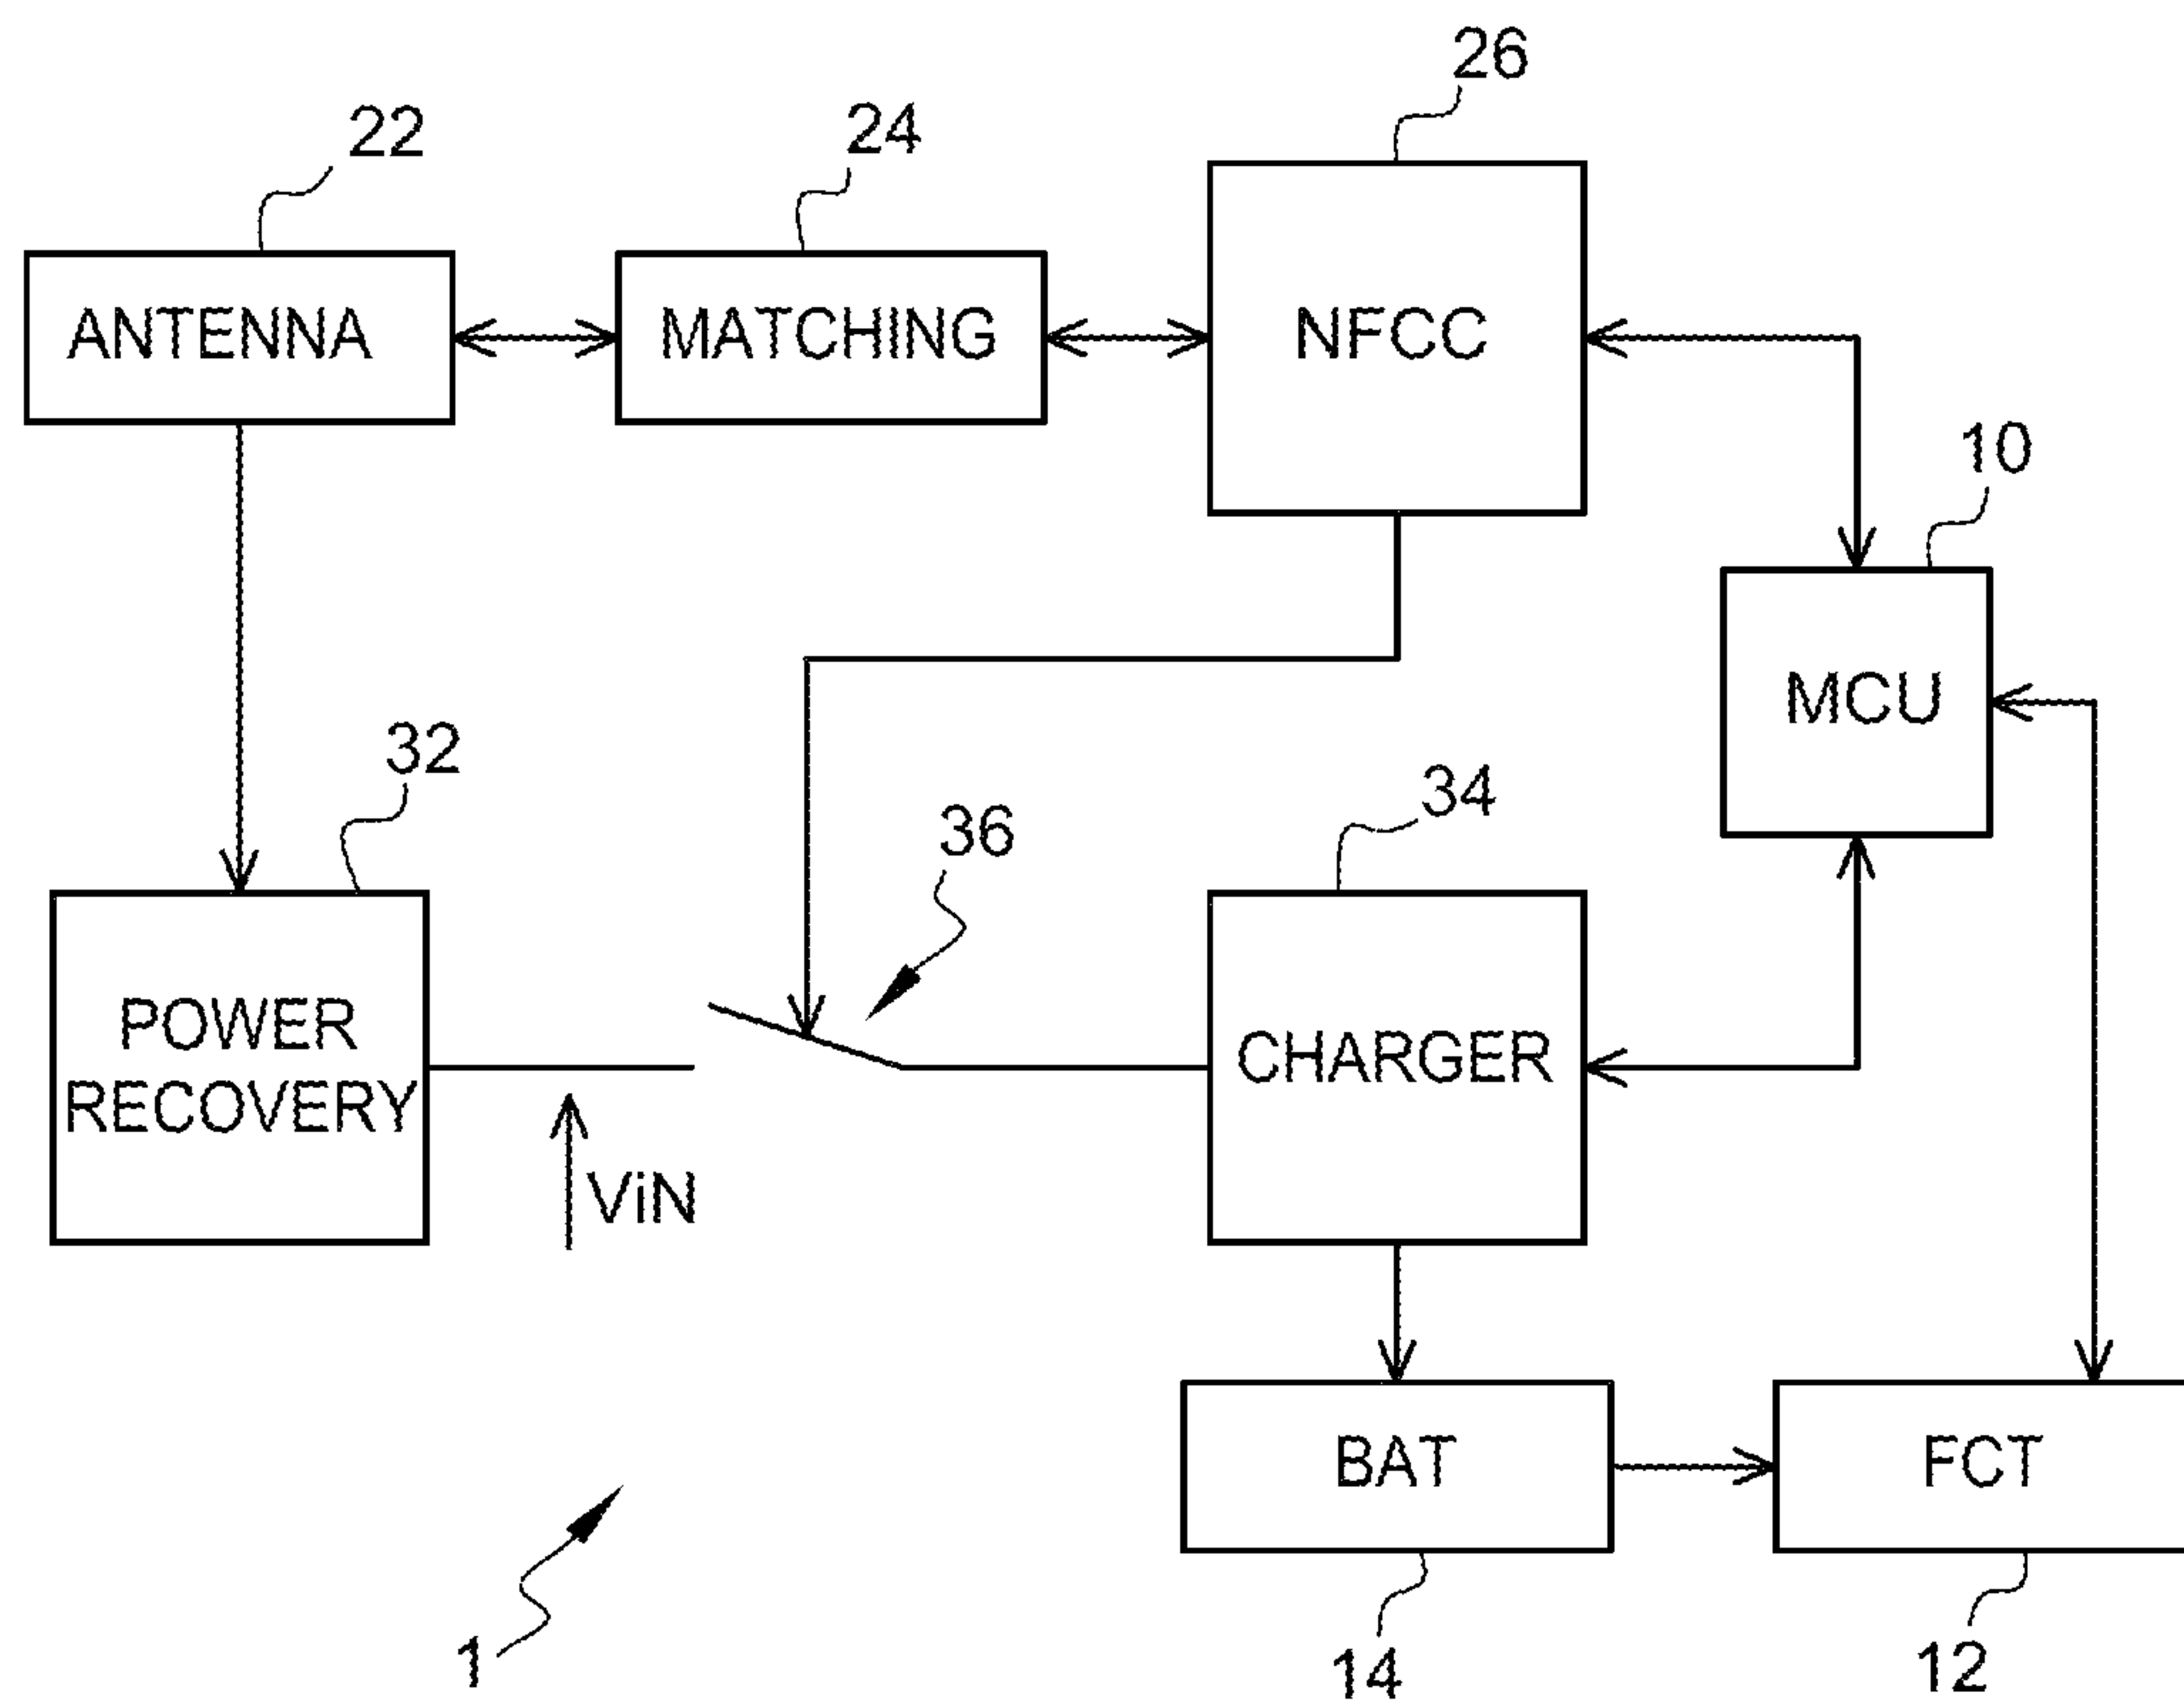 26
22
24
ANTENNA
MATCHING
NFCC
10
MCU
32
36
34
POWER
RECOVERY
CHARGER
ViN
BAT
FCT
1
14
12